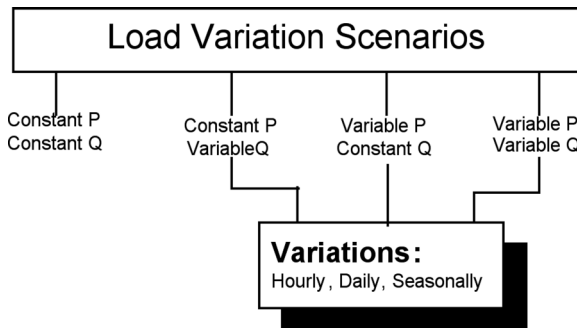 Load Variation Scenarios
Constant P
Constant Q
Constant P
VariableQ
Variable P
Constant Q
Variable P
Variable Q
Variations:
Hourly, Daily, Seasonally